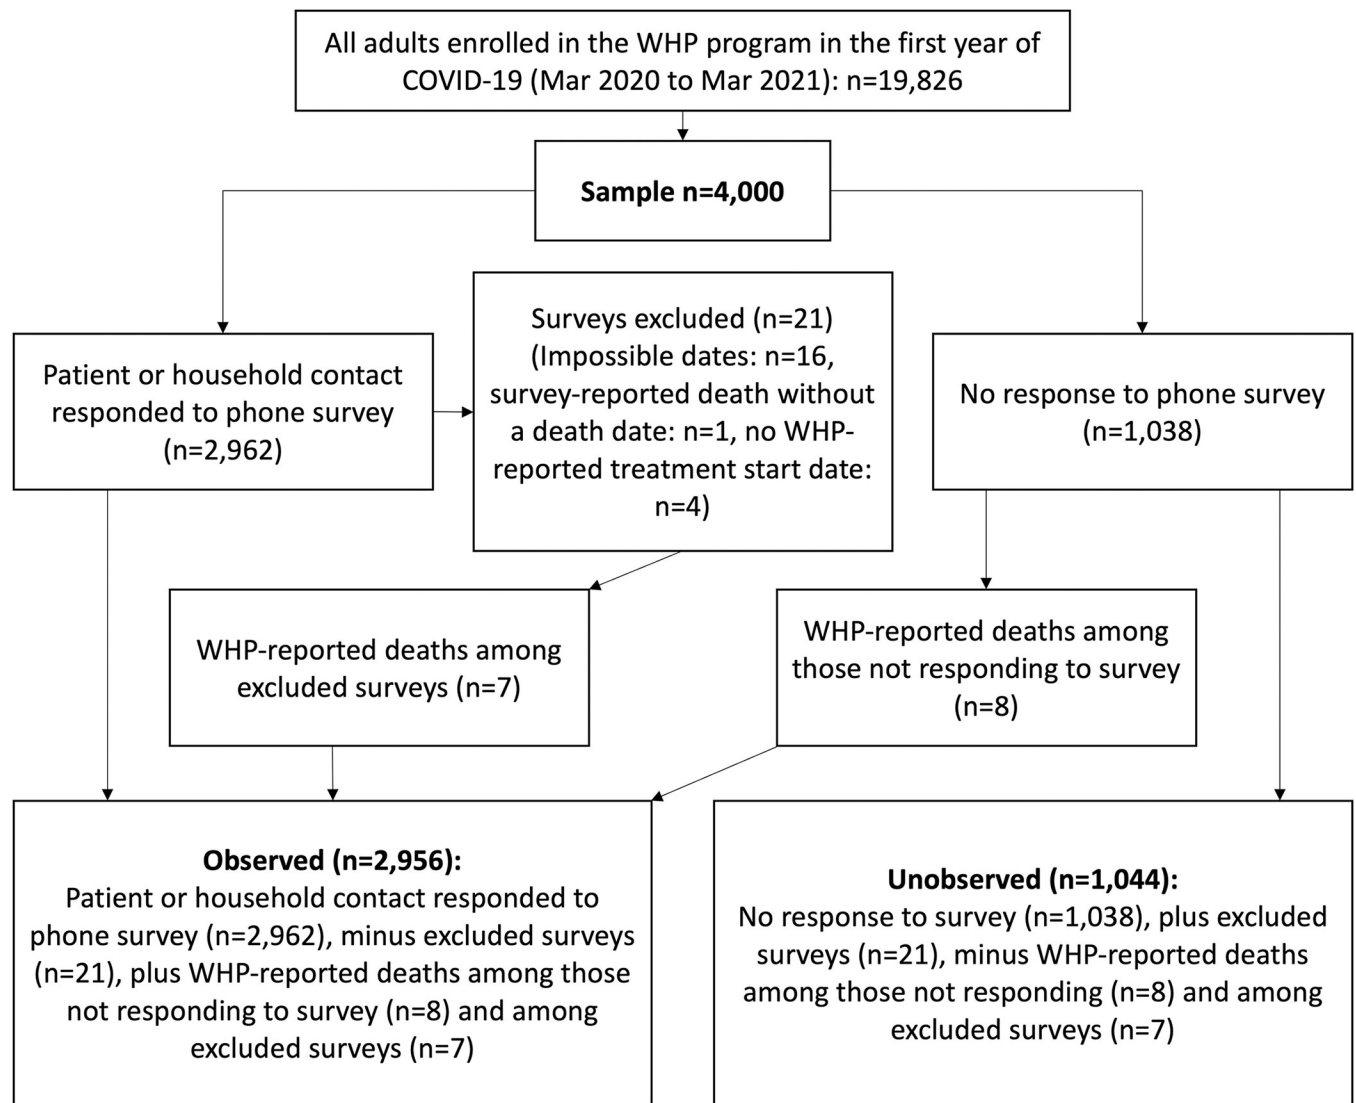 All adults enrolled in the WHP program in the first year of
COVID-19 (Mar 2020 to Mar 2021): n=19,826
Sample n=4,000
Patient or household contact
responded to phone survey
(n=2,962)
Surveys excluded (n=21)
(Impossible dates: n=16,
survey-reported death without
a death date: n=1, no WHP-
reported treatment start date:
n=4)
No response to phone survey
(n=1,038)
WHP-reported deaths among
excluded surveys (n=7)
WHP-reported deaths among
those not responding to survey
(n=8)
Observed (n=2,956):
Patient or household contact responded to
phone survey (n=2,962), minus excluded surveys
(n=21), plus WHP-reported deaths among those
not responding to survey (n=8) and among
excluded surveys (n=7)
Unobserved (n=1,044):
No response to survey (n=1,038), plus excluded
surveys (n=21), minus WHP-reported deaths
among those not responding (n=8) and among
excluded surveys (n=7)